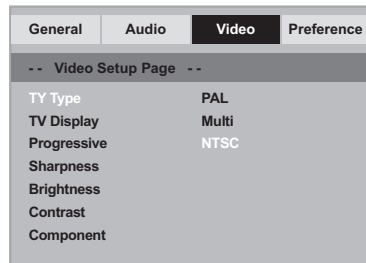 General Audio Video Preference
-- Video Setup Page --
TY Type PAL
TV Display Multi
Progressive NTSC
Sharpness
Brightness
Contrast
Component